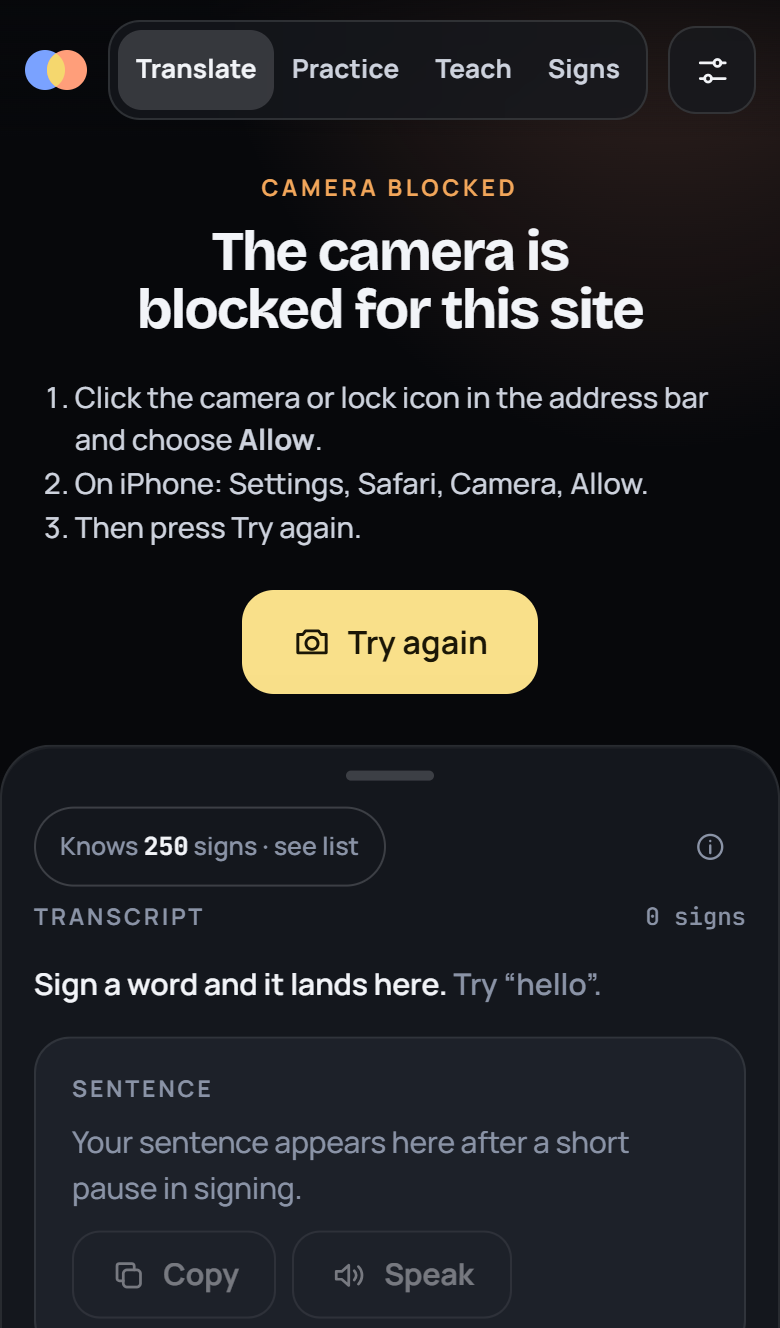 Translate Practice Teach Signs
CAMERA BLOCKED
The camera is
blocked for this site
1. Click the camera or lock icon in the address bar
and choose Allow.
2. On iPhone: Settings, Safari, Camera, Allow.
3. Then press Try again.
Try again
Knows 250 signs · see list
TRANSCRIPT 0 signs
Sign a word and it lands here. Try “hello”.
SENTENCE
Your sentence appears here after a short
pause in signing.
Copy Speak